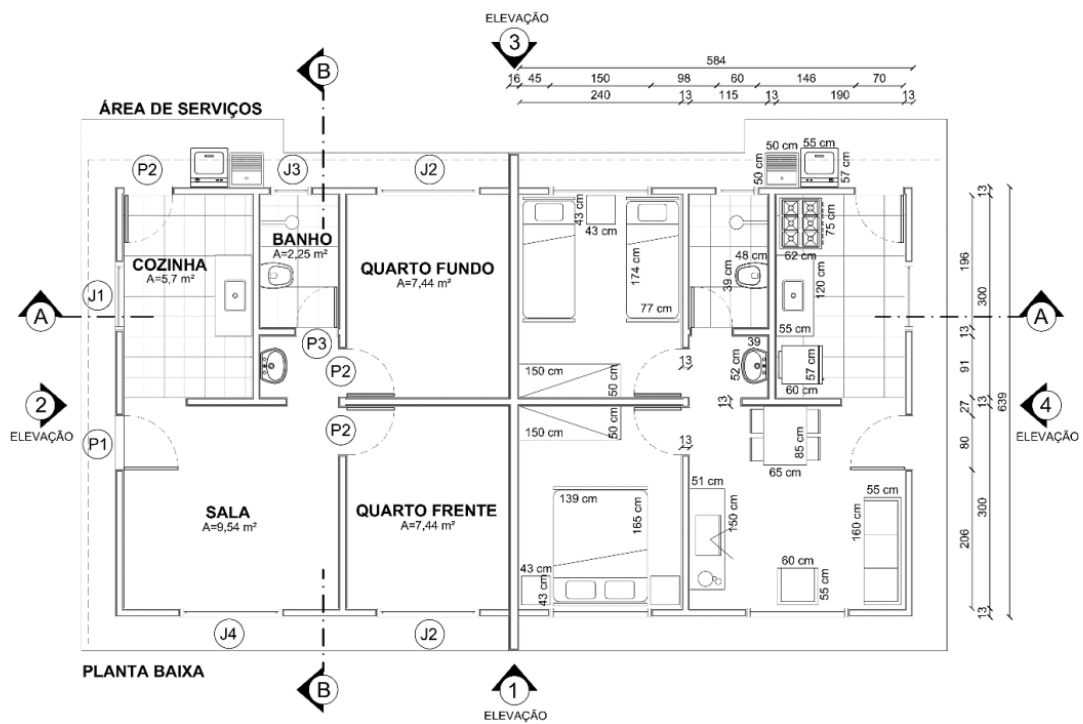 ELEVAÇÃO
3
584
16 45 150 98 60 146 70
240 13 115 13 190 13
B
ÁREA DE SERVIÇOS
P2
J3
J2
50 cm 55 cm
50 cm
57 cm
13
BANHO
A=2,25 m²
COZINHA
A=5,7 m²
QUARTO FUNDO
A=7,44 m²
43 cm
43 cm
174 cm
77 cm
48 cm
39 cm
75 cm
62 cm
120 cm
55 cm
196
300
13
J1
A
A
P3
P2
P2
150 cm
50 cm
13
39
52 cm
57 cm
60 cm
91
2
ELEVAÇÃO
4
ELEVAÇÃO
13
27
13
639
P1
150 cm
50 cm
13
85 cm
65 cm
80
SALA
A=9,54 m²
QUARTO FRENTE
A=7,44 m²
139 cm
165 cm
51 cm
150 cm
55 cm
160 cm
300
206
43 cm
43 cm
60 cm
55 cm
13
J4
J2
PLANTA BAIXA
B
1
ELEVAÇÃO